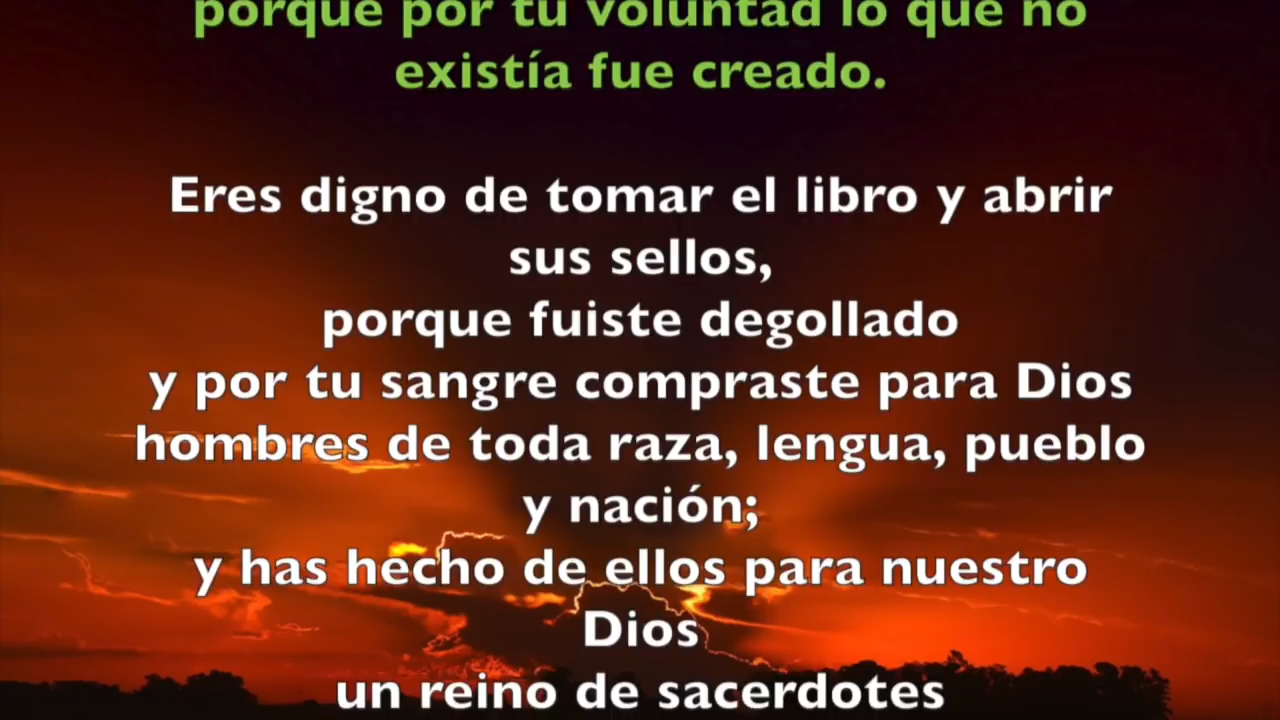 porque por tu voluntad lo que no
existía fue creado.
Eres digno de tomar el libro y abrir
sus sellos,
porque fuiste degollado
y por tu sangre compraste para Dios
hombres de toda raza, lengua, pueblo
y nación;
y has hecho de ellos para nuestro
Dios
un reino de sacerdotes